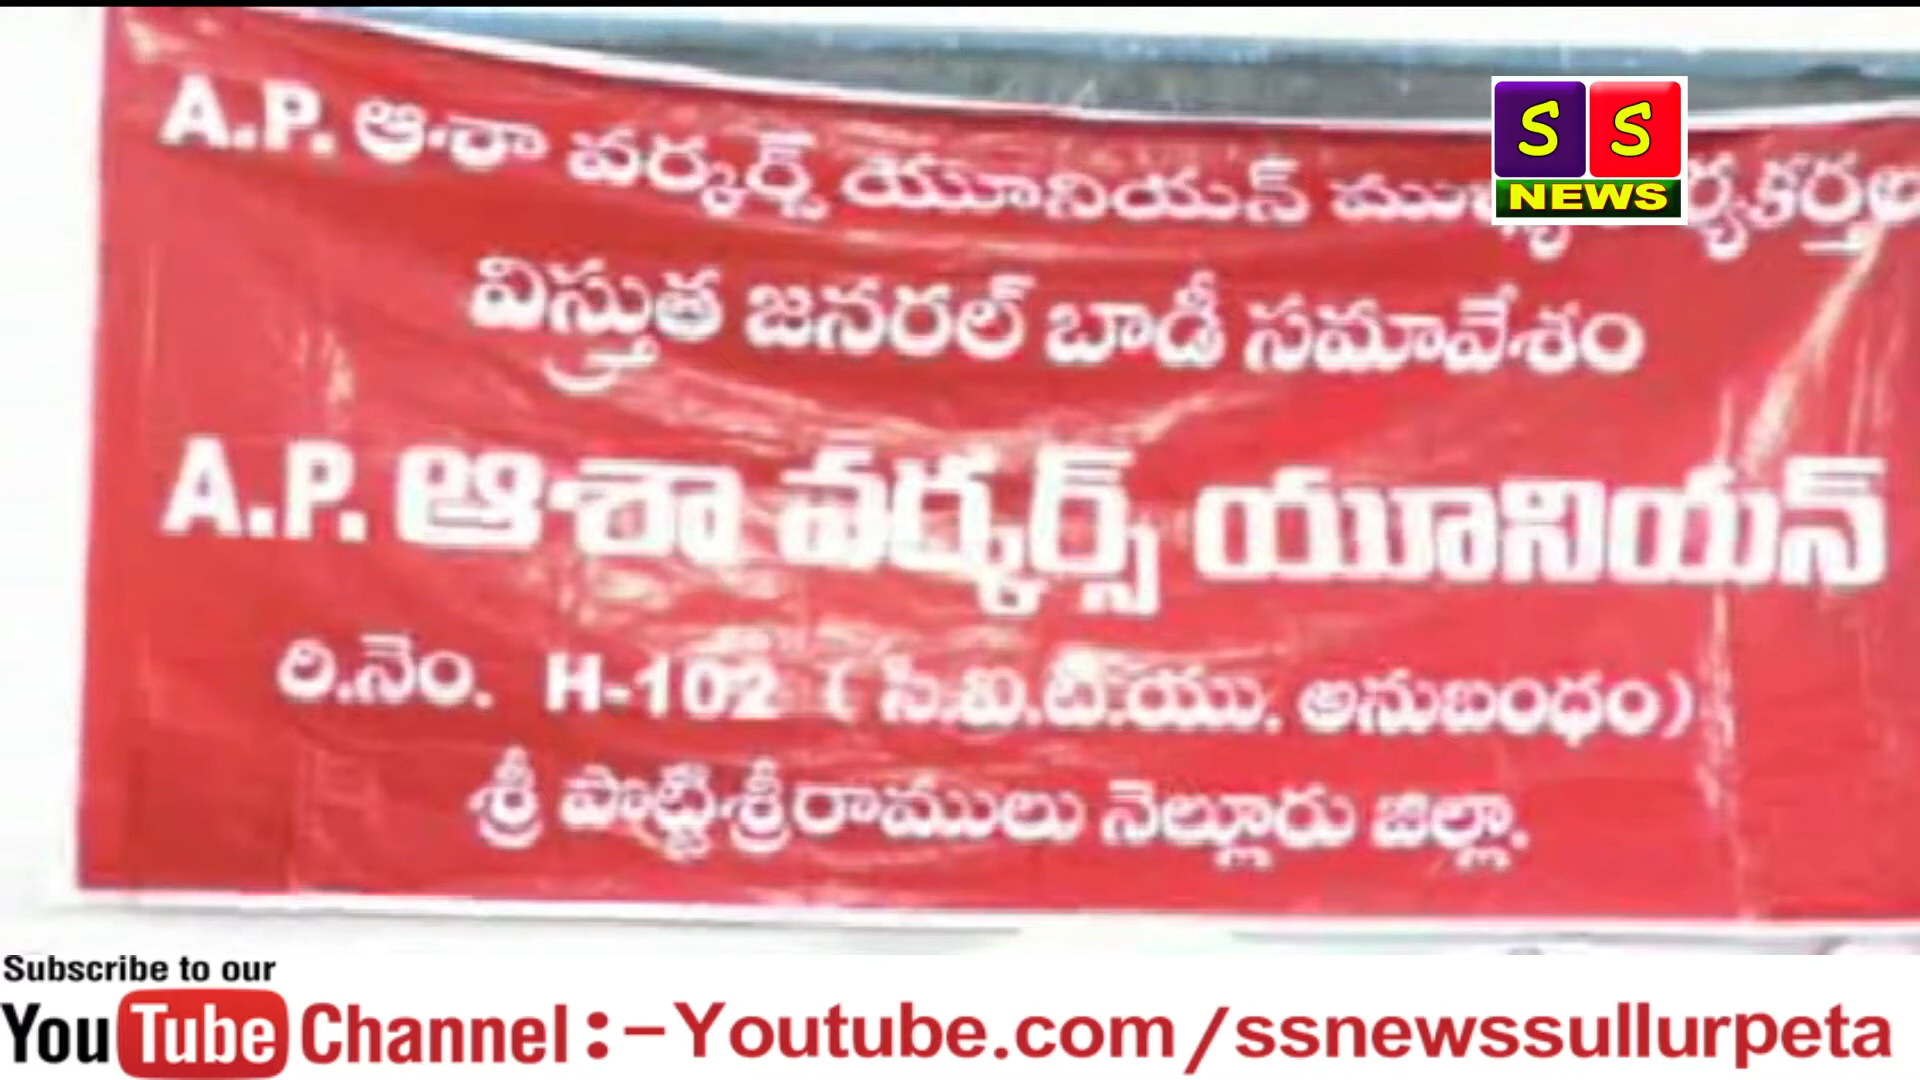 A.P. ఆశా వర్కర్స్ యూనియన్
S S
NEWS
విస్తృత జనరల్ బాడీ సమావేశం
A.P. ఆశా వర్కర్స్ యూనియన్
రి.నెం. H-102 ( సి.ఐ.టి.యు. అనుబంధం)
శ్రీ పొట్టిశ్రీరాములు నెల్లూరు జిల్లా.
Subscribe to our
YouTube Channel :-Youtube.com/ssnewssullurpeta